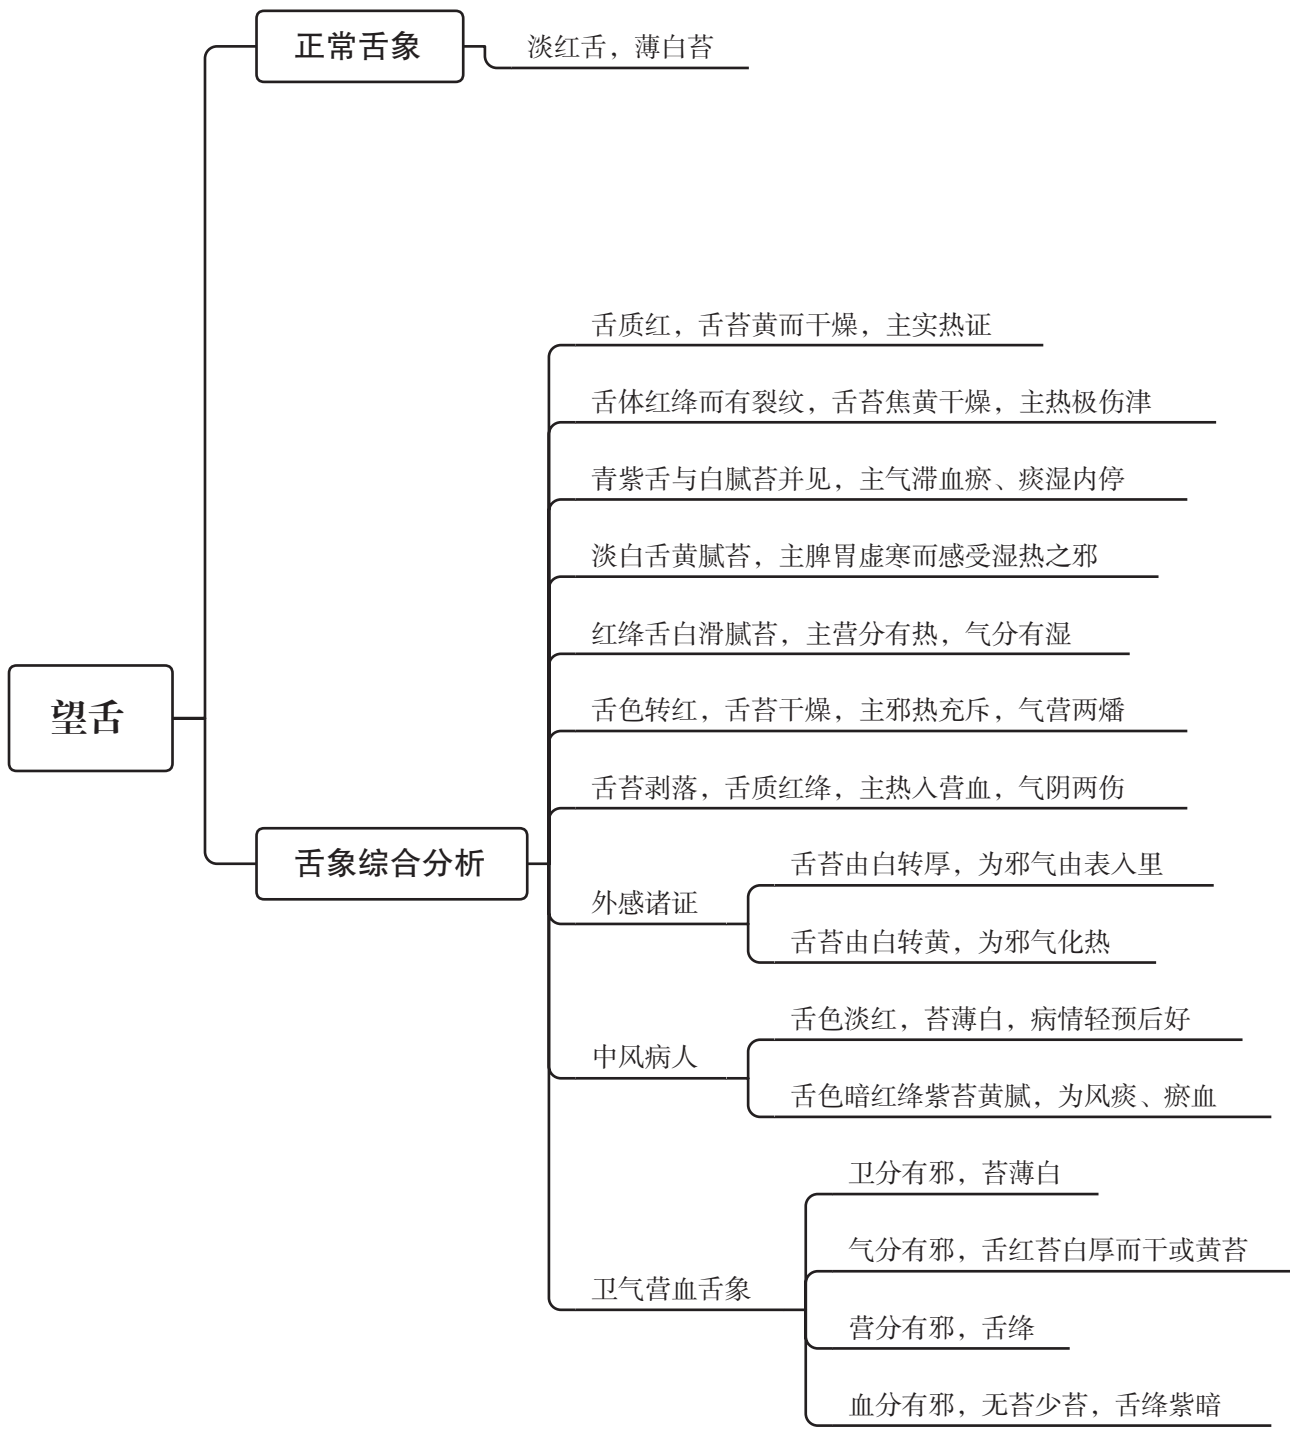 正常舌象
淡红舌，薄白苔
舌质红，舌苔黄而干燥，主实热证
舌体红绛而有裂纹，舌苔焦黄干燥，主热极伤津
青紫舌与白腻苔并见，主气滞血瘀、痰湿内停
淡白舌黄腻苔，主脾胃虚寒而感受湿热之邪
红绛舌白滑腻苔，主营分有热，气分有湿
望舌
舌色转红，舌苔干燥，主邪热充斥，气营两燔
舌苔剥落，舌质红绛，主热入营血，气阴两伤
舌象综合分析
外感诸证
舌苔由白转厚，为邪气由表入里
舌苔由白转黄，为邪气化热
中风病人
舌色淡红，苔薄白，病情轻预后好
舌色暗红绛紫苔黄腻，为风痰、瘀血
卫气营血舌象
卫分有邪，苔薄白
气分有邪，舌红苔白厚而干或黄苔
营分有邪，舌绛
血分有邪，无苔少苔，舌绛紫暗